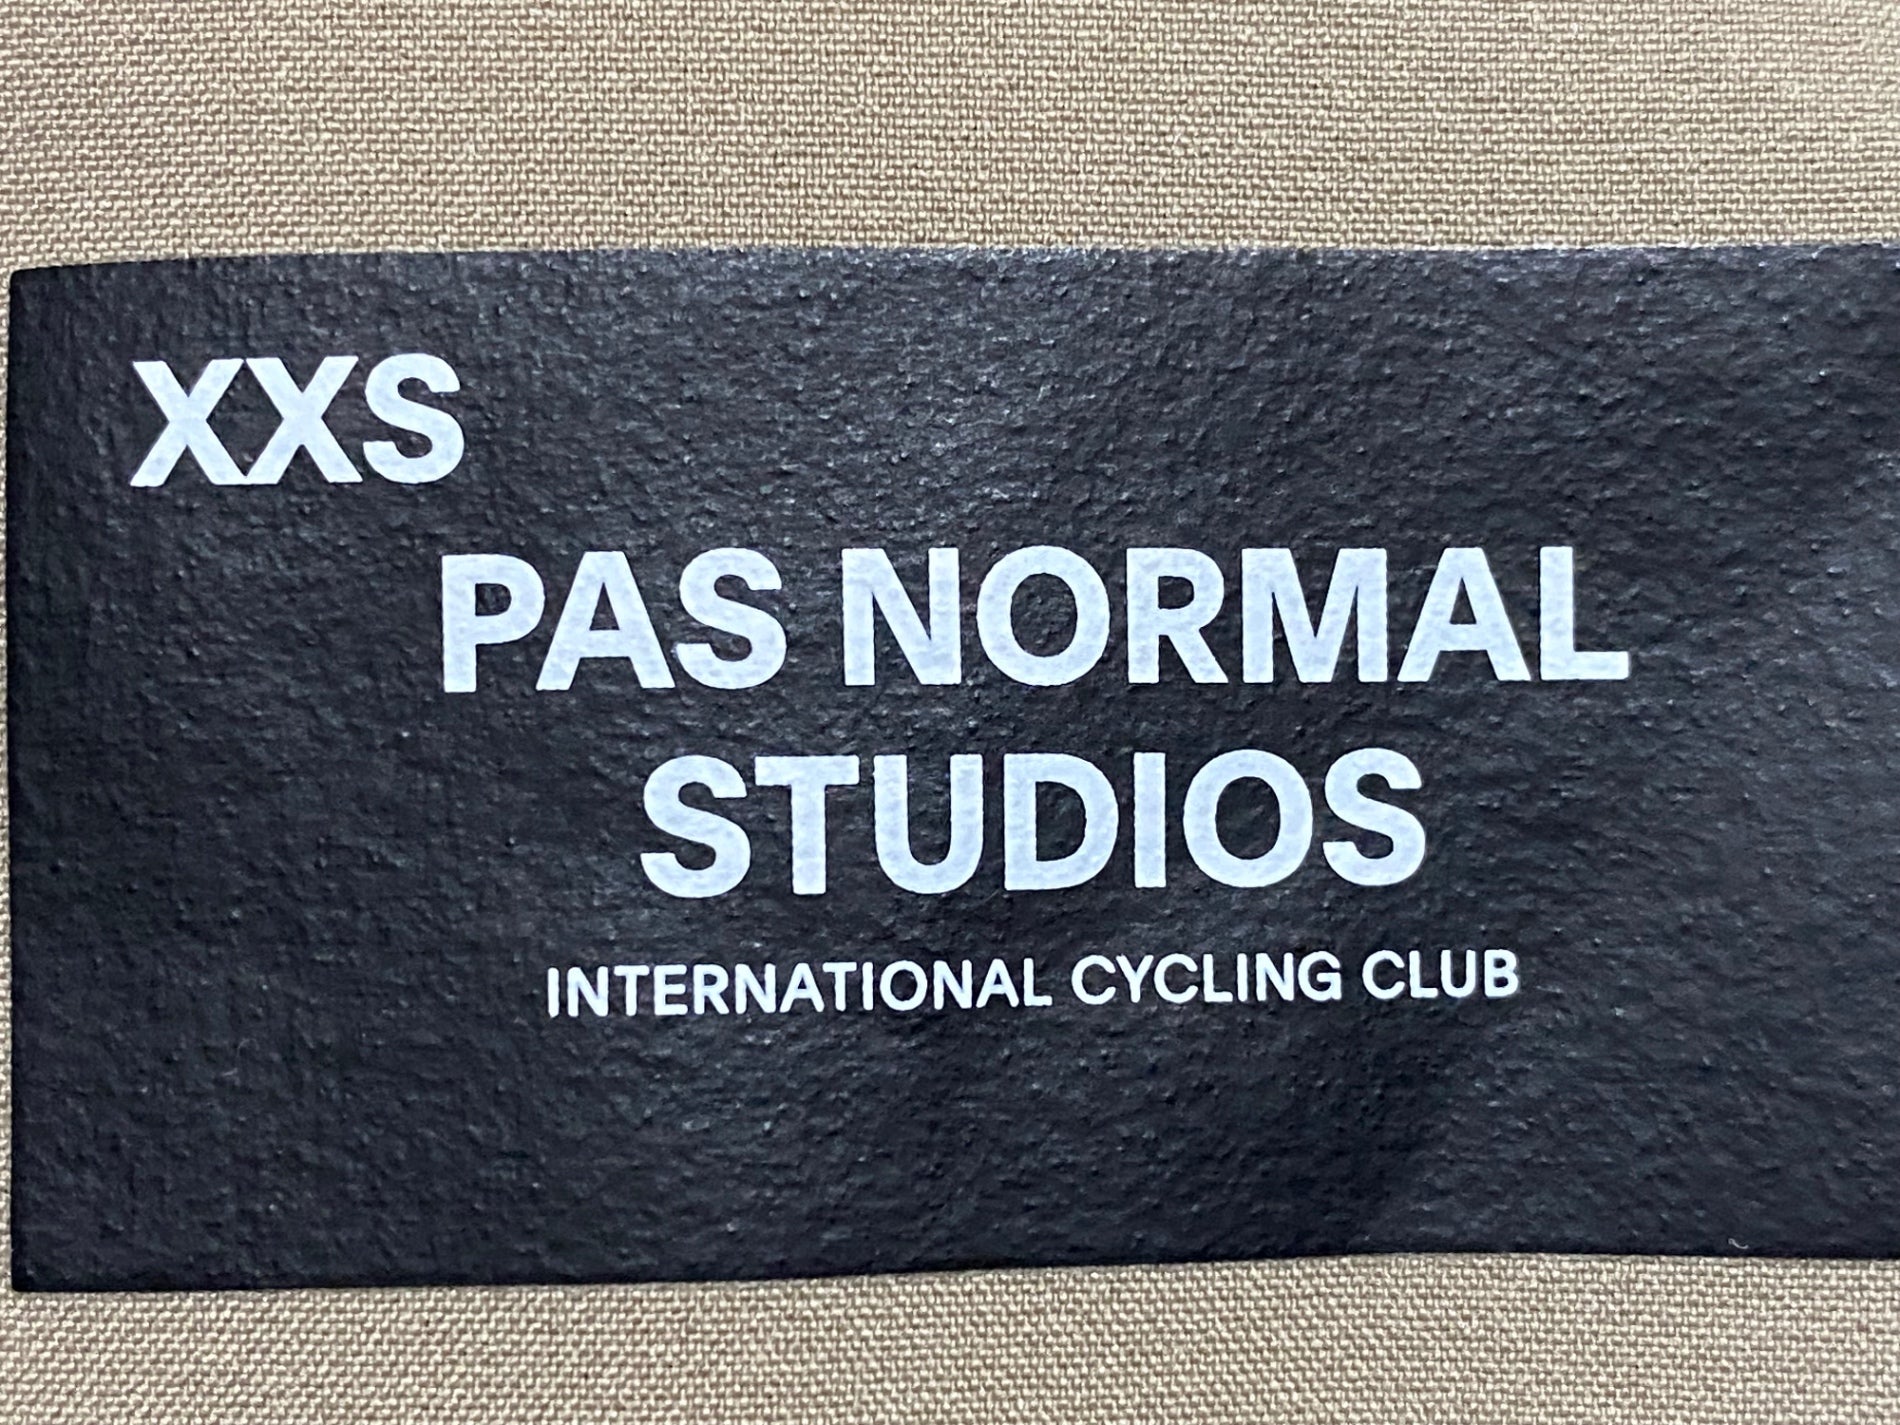 XXS
PAS NORMAL
STUDIOS
INTERNATIONAL CYCLING CLUB